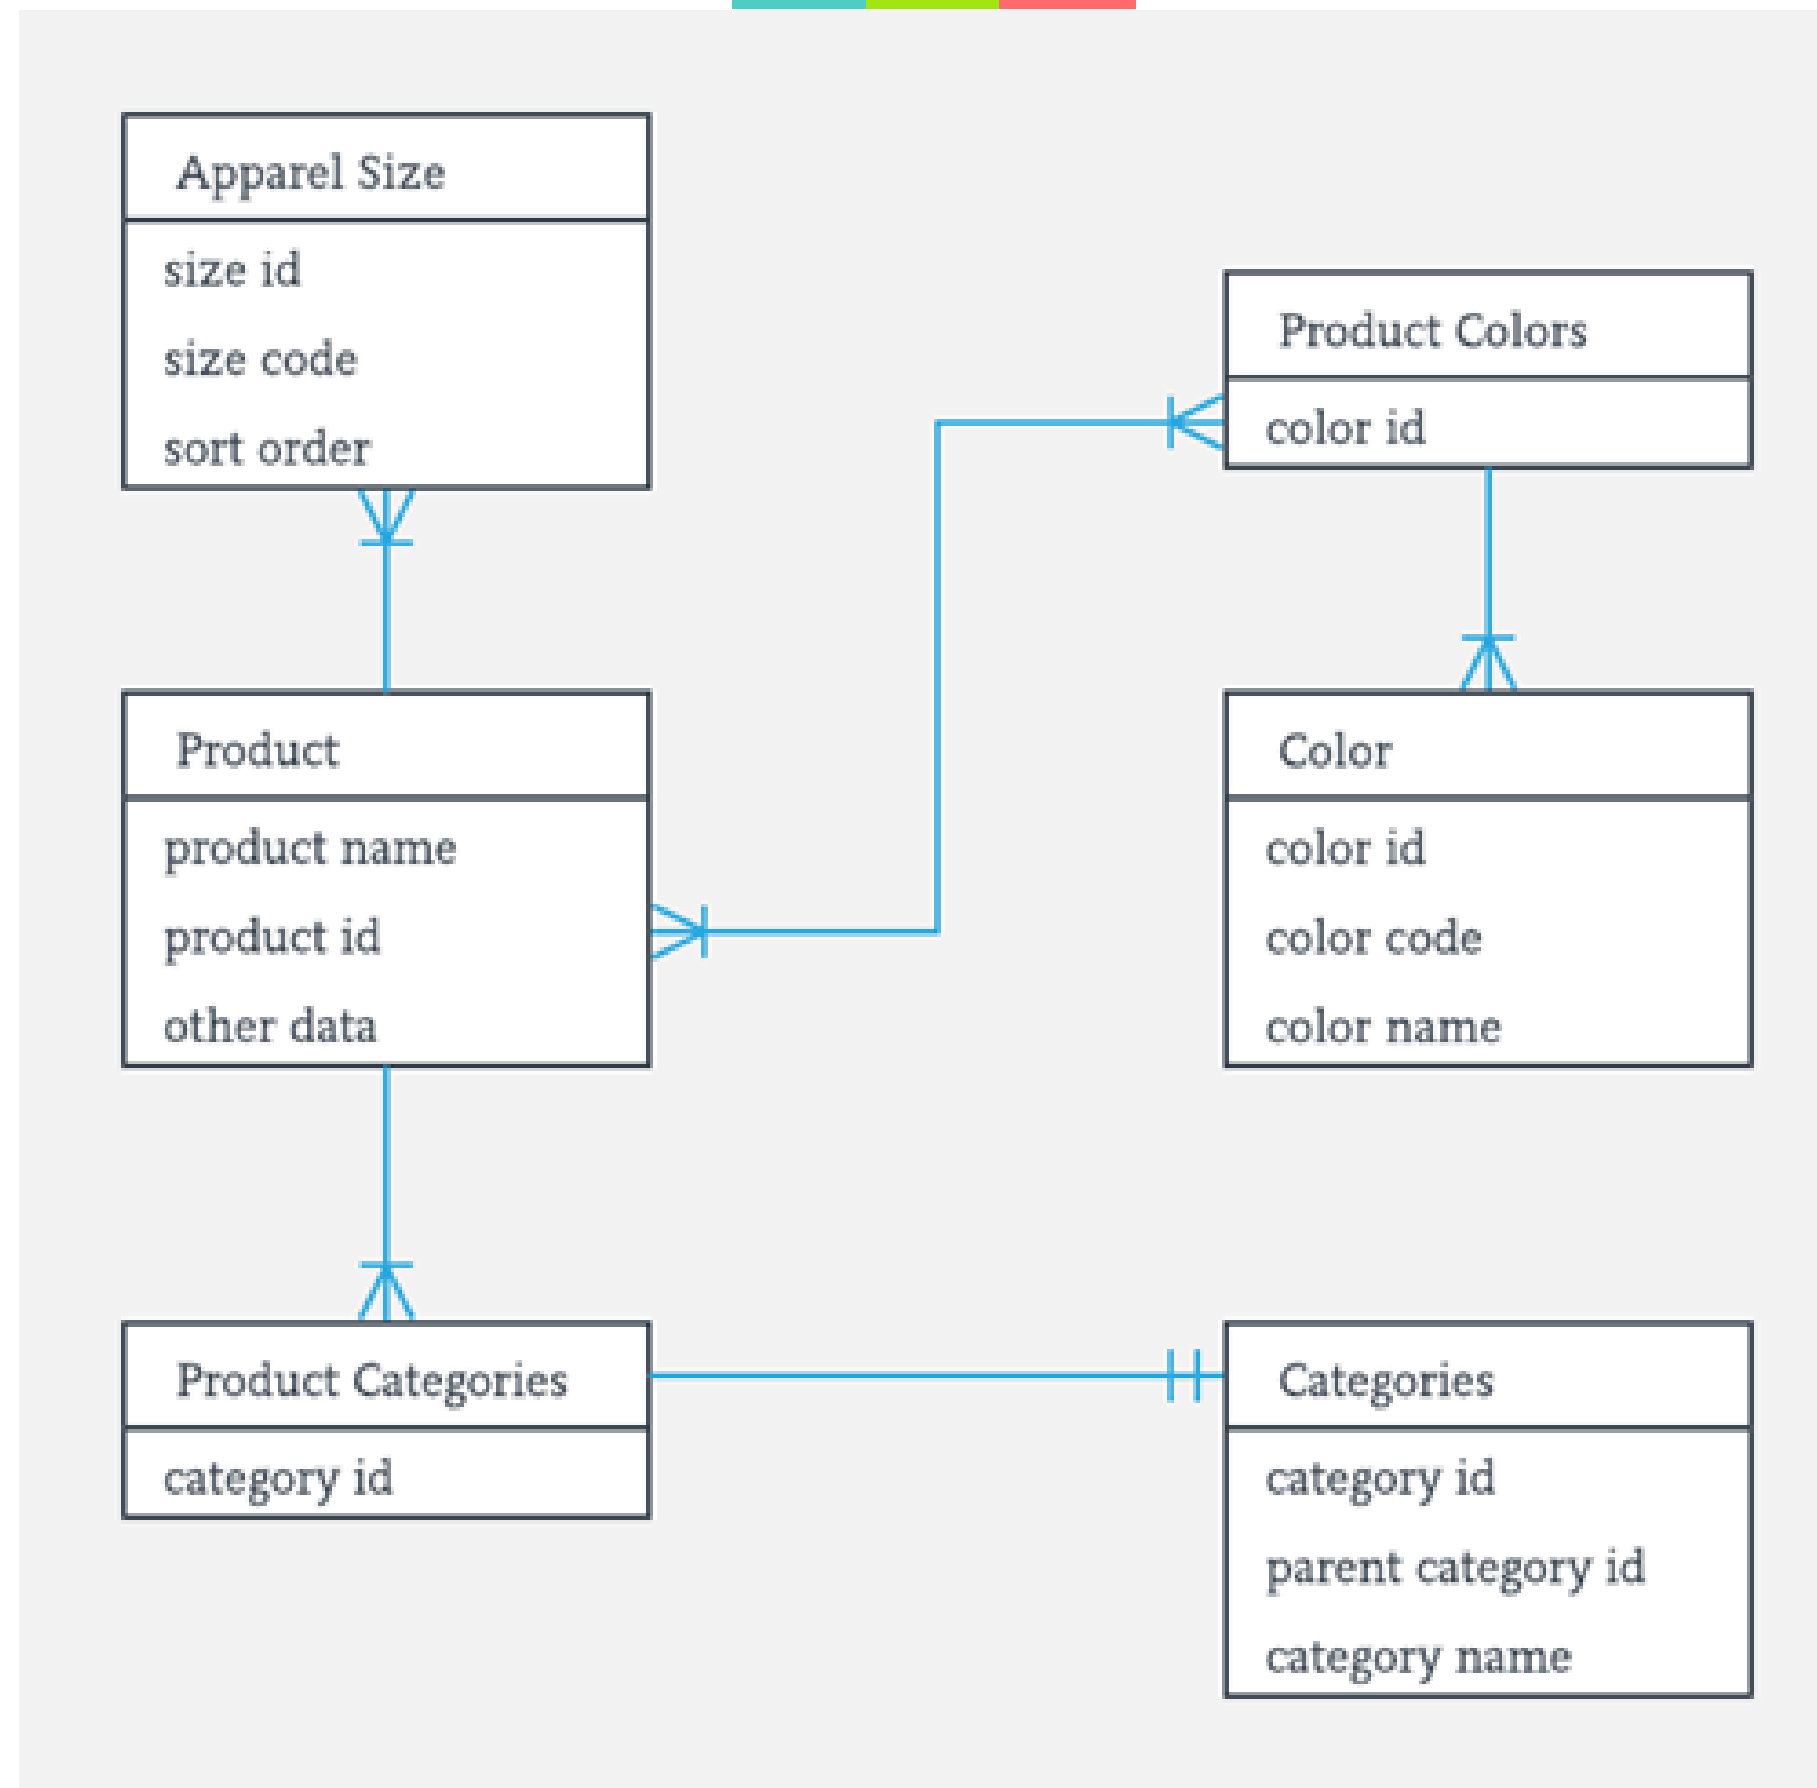 Apparel Size
size id
size code
sort order
Product Colors
color id
Product
product name
product id
other data
Color
color id
color code
color name
Product Categories
category id
Categories
category id
parent category id
category name